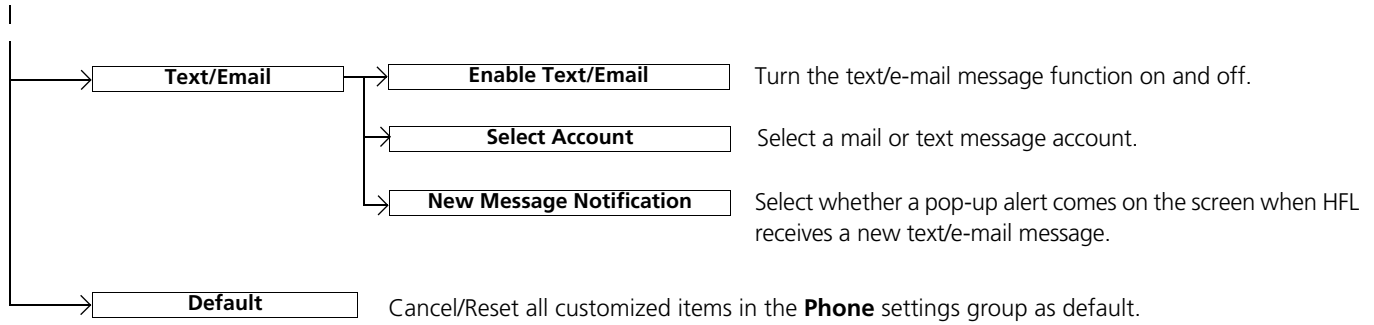 Text/Email
Enable Text/Email
Turn the text/e-mail message function on and off.
Select Account
Select a mail or text message account.
New Message Notification
Select whether a pop-up alert comes on the screen when HFL
receives a new text/e-mail message.
Default
Cancel/Reset all customized items in the Phone settings group as default.